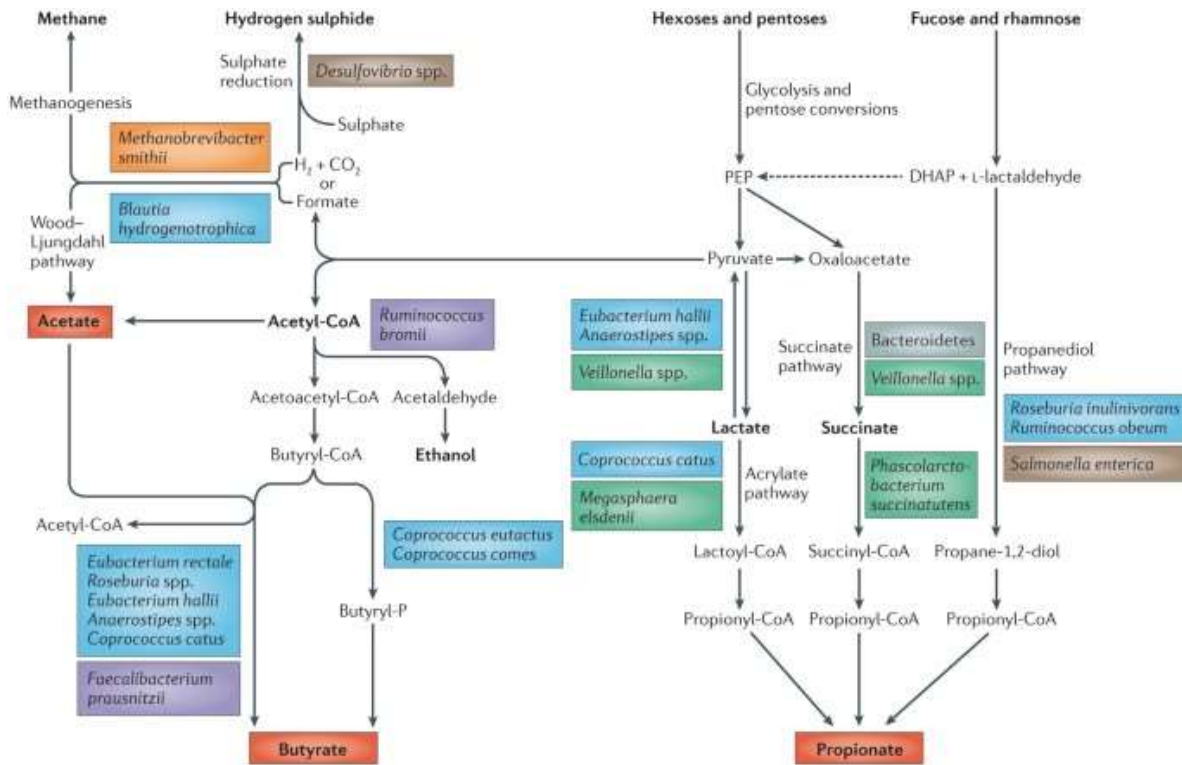 Methane
Hydrogen sulphide
Hexoses and pentoses
Fucose and rhamnose
Sulphate
reduction
Desulfovibrio spp.
Glycolysis and
pentose conversions
Methanogenesis
Sulphate
Methanobrevibacter
smithii
H₂ + CO₂
or
Formate
PEP
DHAP + L-lactaldehyde
Blautia
hydrogenotrophica
Wood–
Ljungdahl
pathway
Pyruvate
Oxaloacetate
Acetate
Acetyl-CoA
Ruminococcus
bromii
Eubacterium hallii
Anaerostipes spp.
Veillonella spp.
Succinate
pathway
Bacteroidetes
Veillonella spp.
Propanediol
pathway
Acetoacetyl-CoA
Acetaldehyde
Roseburia inulinivorans
Ruminococcus obeum
Salmonella enterica
Lactate
Succinate
Butyryl-CoA
Ethanol
Coprococcus catus
Megasphaera
elsdenii
Acrylate
pathway
Phascolarcto-
bacterium
succinatutens
Acetyl-CoA
Coprococcus eutactus
Coprococcus comes
Lactoyl-CoA
Succinyl-CoA
Propane-1,2-diol
Eubacterium rectale
Roseburia spp.
Eubacterium hallii
Anaerostipes spp.
Coprococcus catus
Butyryl-P
Propionyl-CoA
Propionyl-CoA
Propionyl-CoA
Faecalibacterium
prausnitzii
Butyrate
Propionate